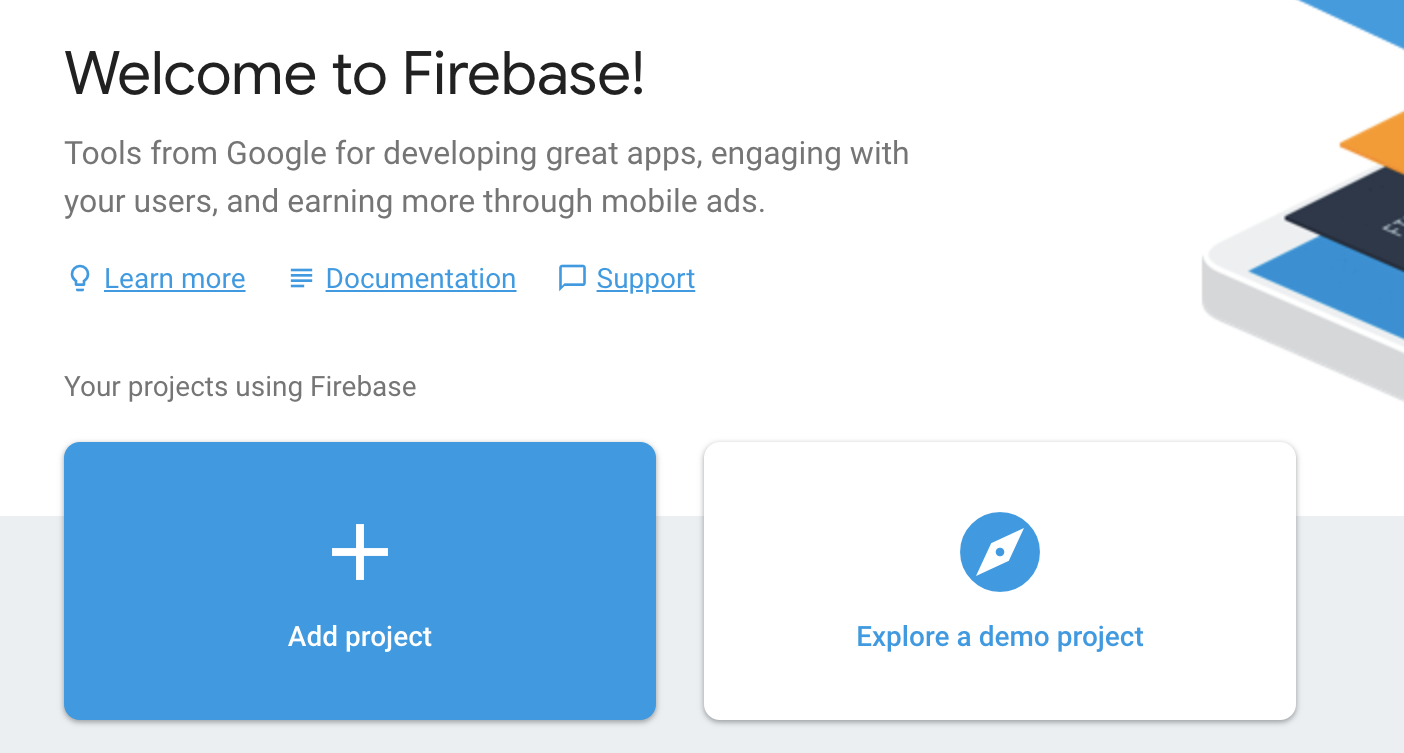 Welcome to Firebase!
Tools from Google for developing great apps, engaging with
your users, and earning more through mobile ads.
Learn more
Documentation
Support
Your projects using Firebase
Add project
Explore a demo project